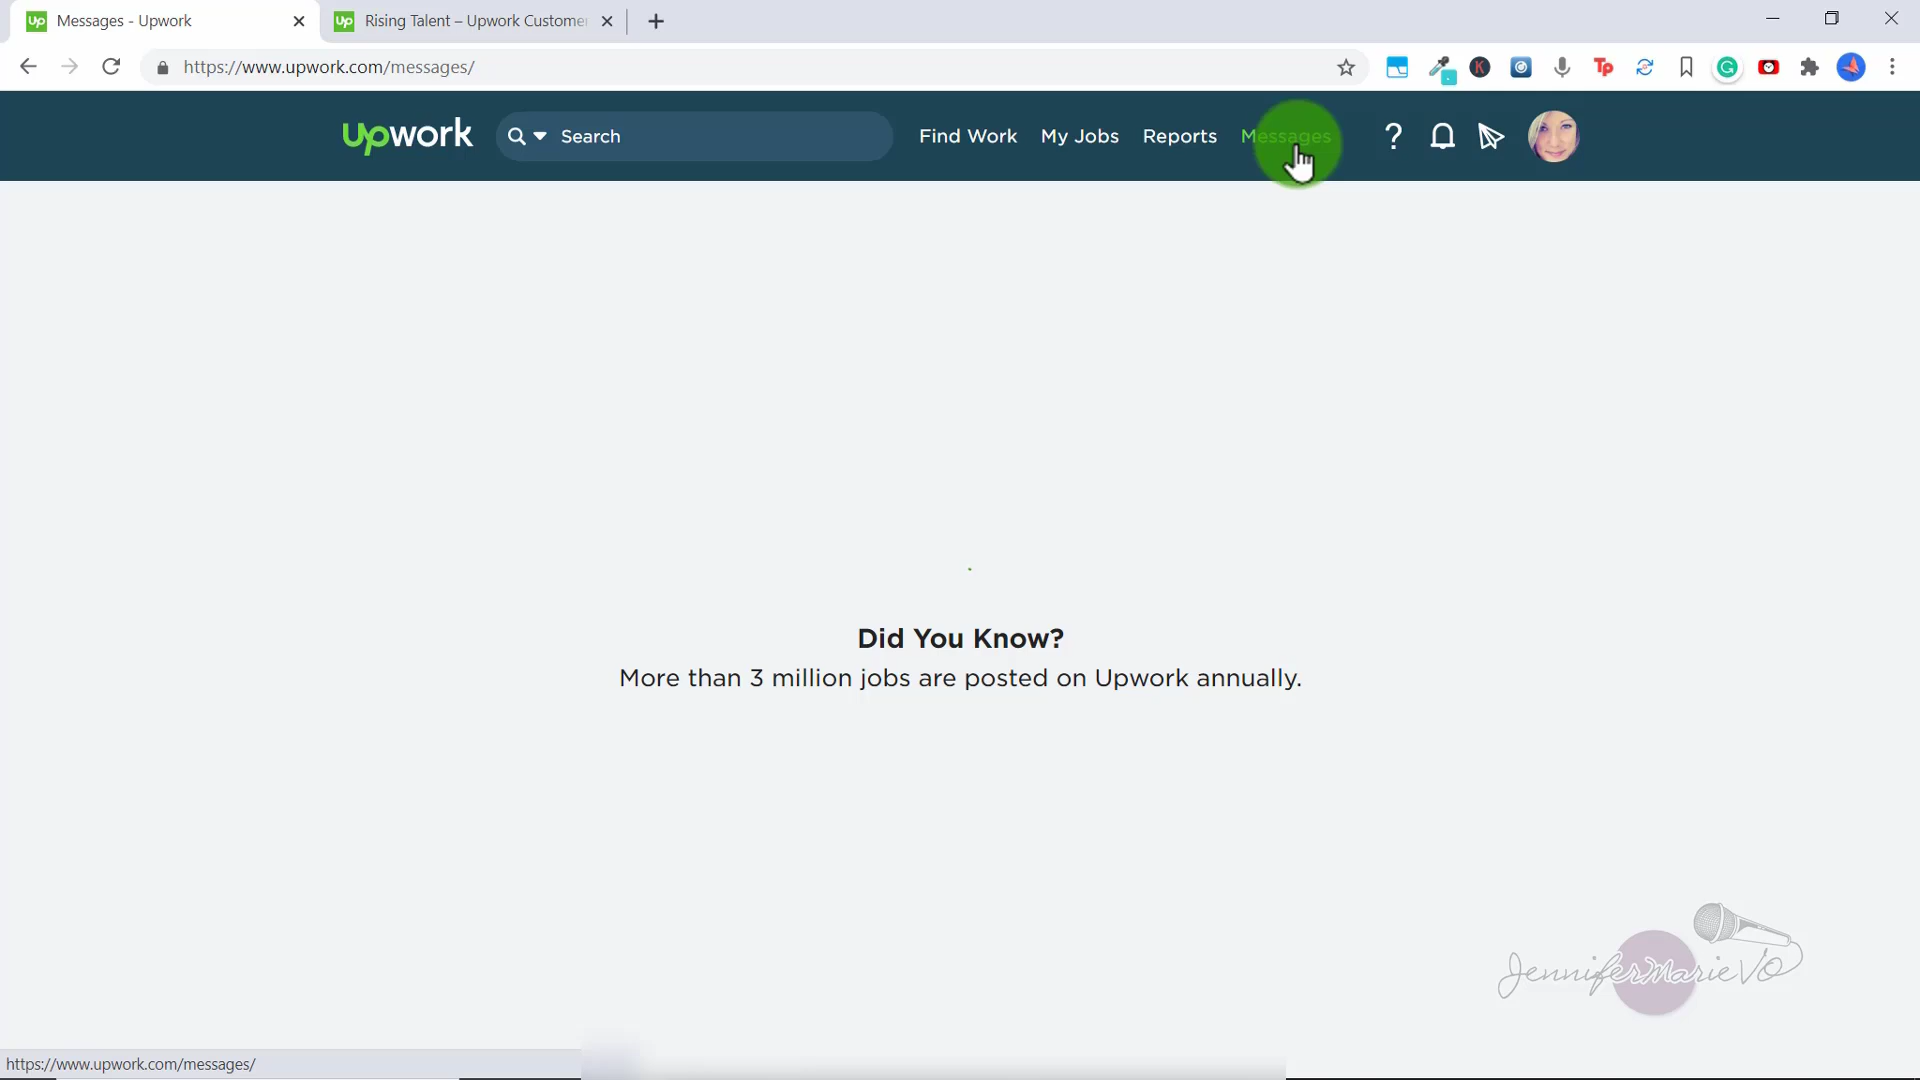 Messages - Upwork
Rising Talent – Upwork Custome
https://www.upwork.com/messages/
upwork
Search
Find Work
My Jobs
Reports
Messages
Did You Know?
More than 3 million jobs are posted on Upwork annually.
JenniferMarieVO
https://www.upwork.com/messages/